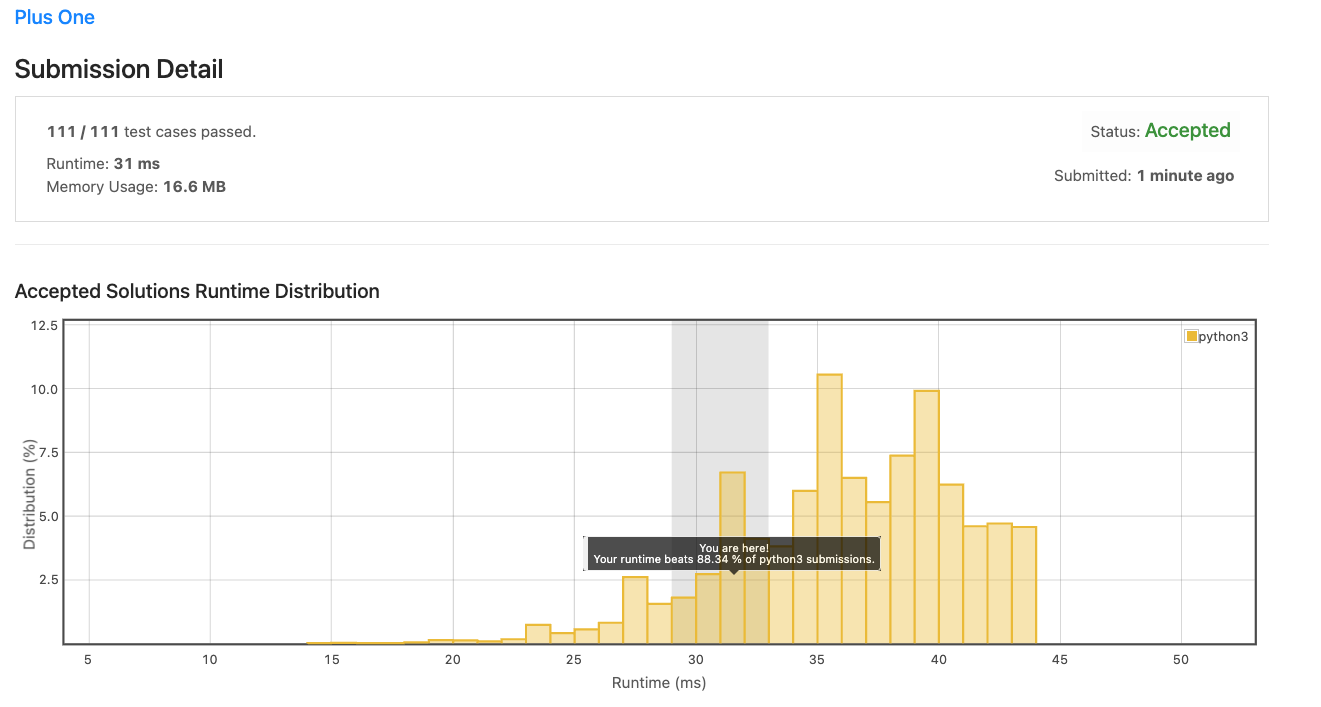 Plus One
Submission Detail
111 / 111 test cases passed.
Status: Accepted
Runtime: 31 ms
Memory Usage: 16.6 MB
Submitted: 1 minute ago
Accepted Solutions Runtime Distribution
12.5
10.0
7.5
5.0
2.5
Distribution (%)
python3
You are here!
Your runtime beats 88.34 % of python3 submissions.
5 10 15 20 25 30 35 40 45 50
Runtime (ms)